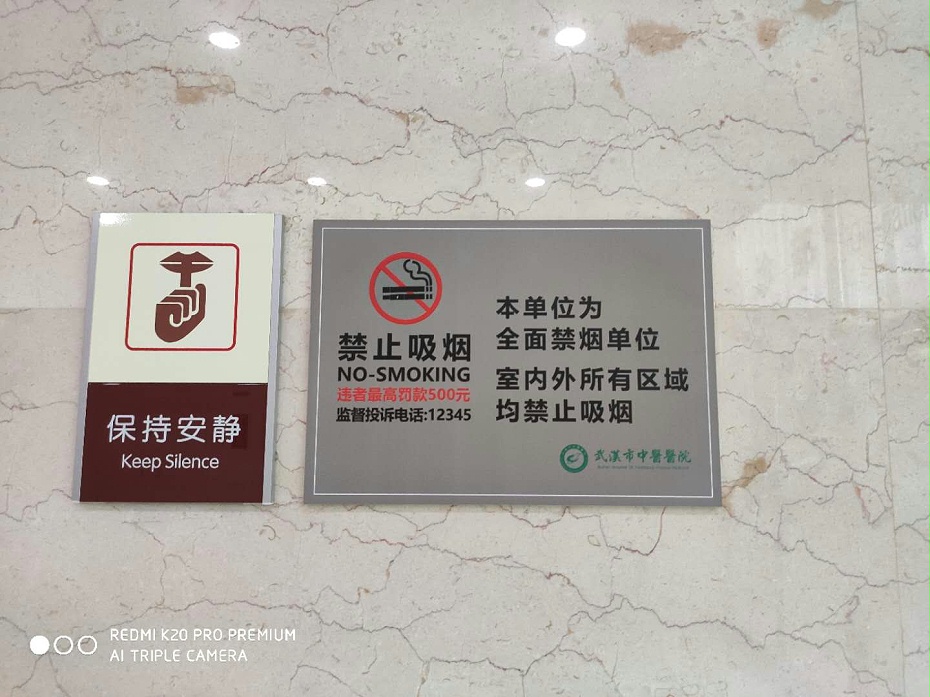 保持安静
Keep Silence
禁止吸烟
NO-SMOKING
违者最高罚款500元
监督投诉电话:12345
本单位为
全面禁烟单位
室内外所有区域
均禁止吸烟
武漢市中醫醫院
REDMI K20 PRO PREMIUM
AI TRIPLE CAMERA